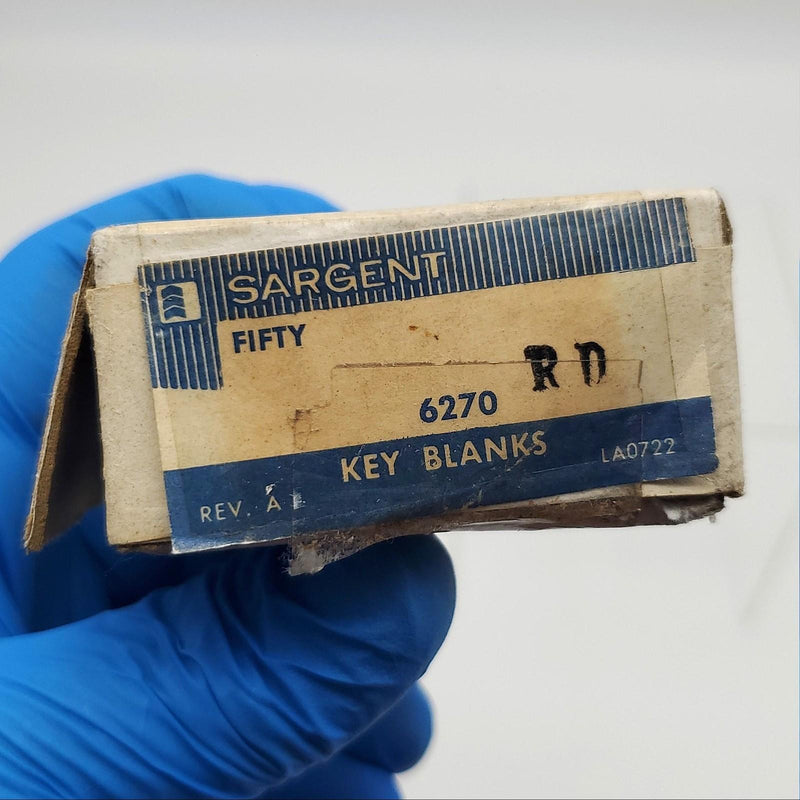 SARGENT
FIFTY
RD
6270
KEY BLANKS
REV. A
LA0722